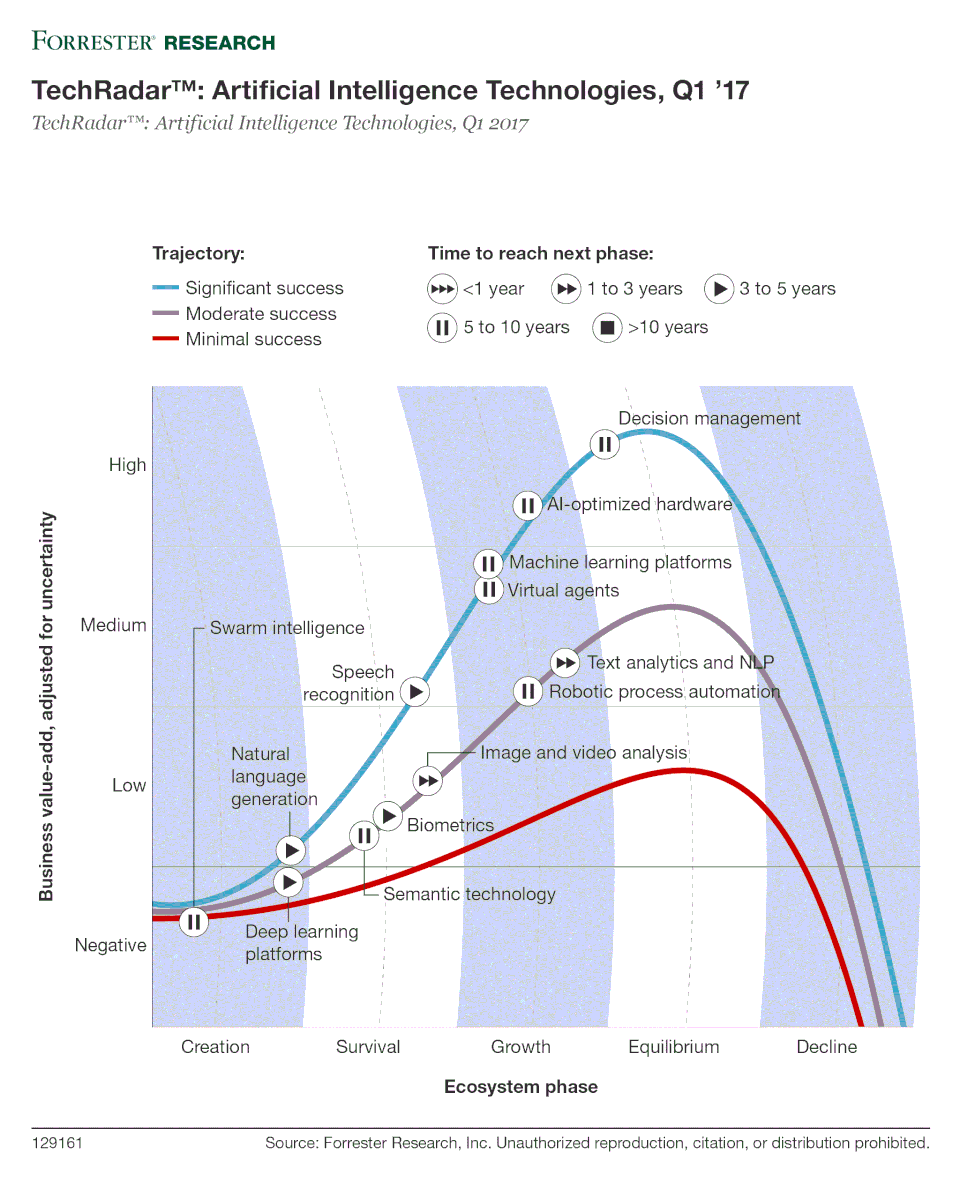 FORRESTER® RESEARCH
TechRadar™: Artificial Intelligence Technologies, Q1 ’17
TechRadar™: Artificial Intelligence Technologies, Q1 2017
Trajectory:
Significant success
Moderate success
Minimal success
Time to reach next phase:
<1 year
1 to 3 years
3 to 5 years
5 to 10 years
>10 years
Business value-add, adjusted for uncertainty
High
Medium
Low
Negative
Decision management
AI-optimized hardware
Machine learning platforms
Virtual agents
Swarm intelligence
Speech
recognition
Text analytics and NLP
Robotic process automation
Image and video analysis
Natural
language
generation
Biometrics
Semantic technology
Deep learning
platforms
Creation
Survival
Growth
Equilibrium
Decline
Ecosystem phase
129161
Source: Forrester Research, Inc. Unauthorized reproduction, citation, or distribution prohibited.